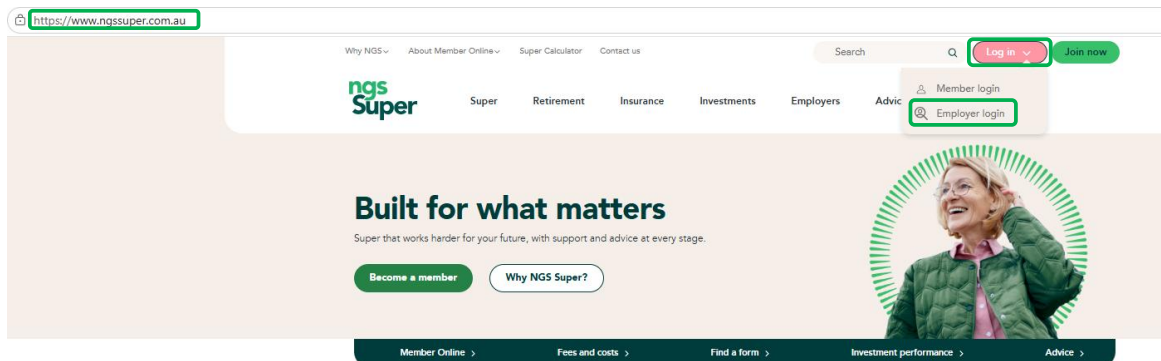 https://www.ngssuper.com.au
Why NGS About Member Online Super Calculator Contact us Search Log in Join now
Member login
Employer login
ngs
Super
Super Retirement Insurance Investments Employers Advic
Built for what matters
Super that works harder for your future, with support and advice at every stage.
Become a member Why NGS Super?
Member Online Fees and costs Find a form Investment performance Advice